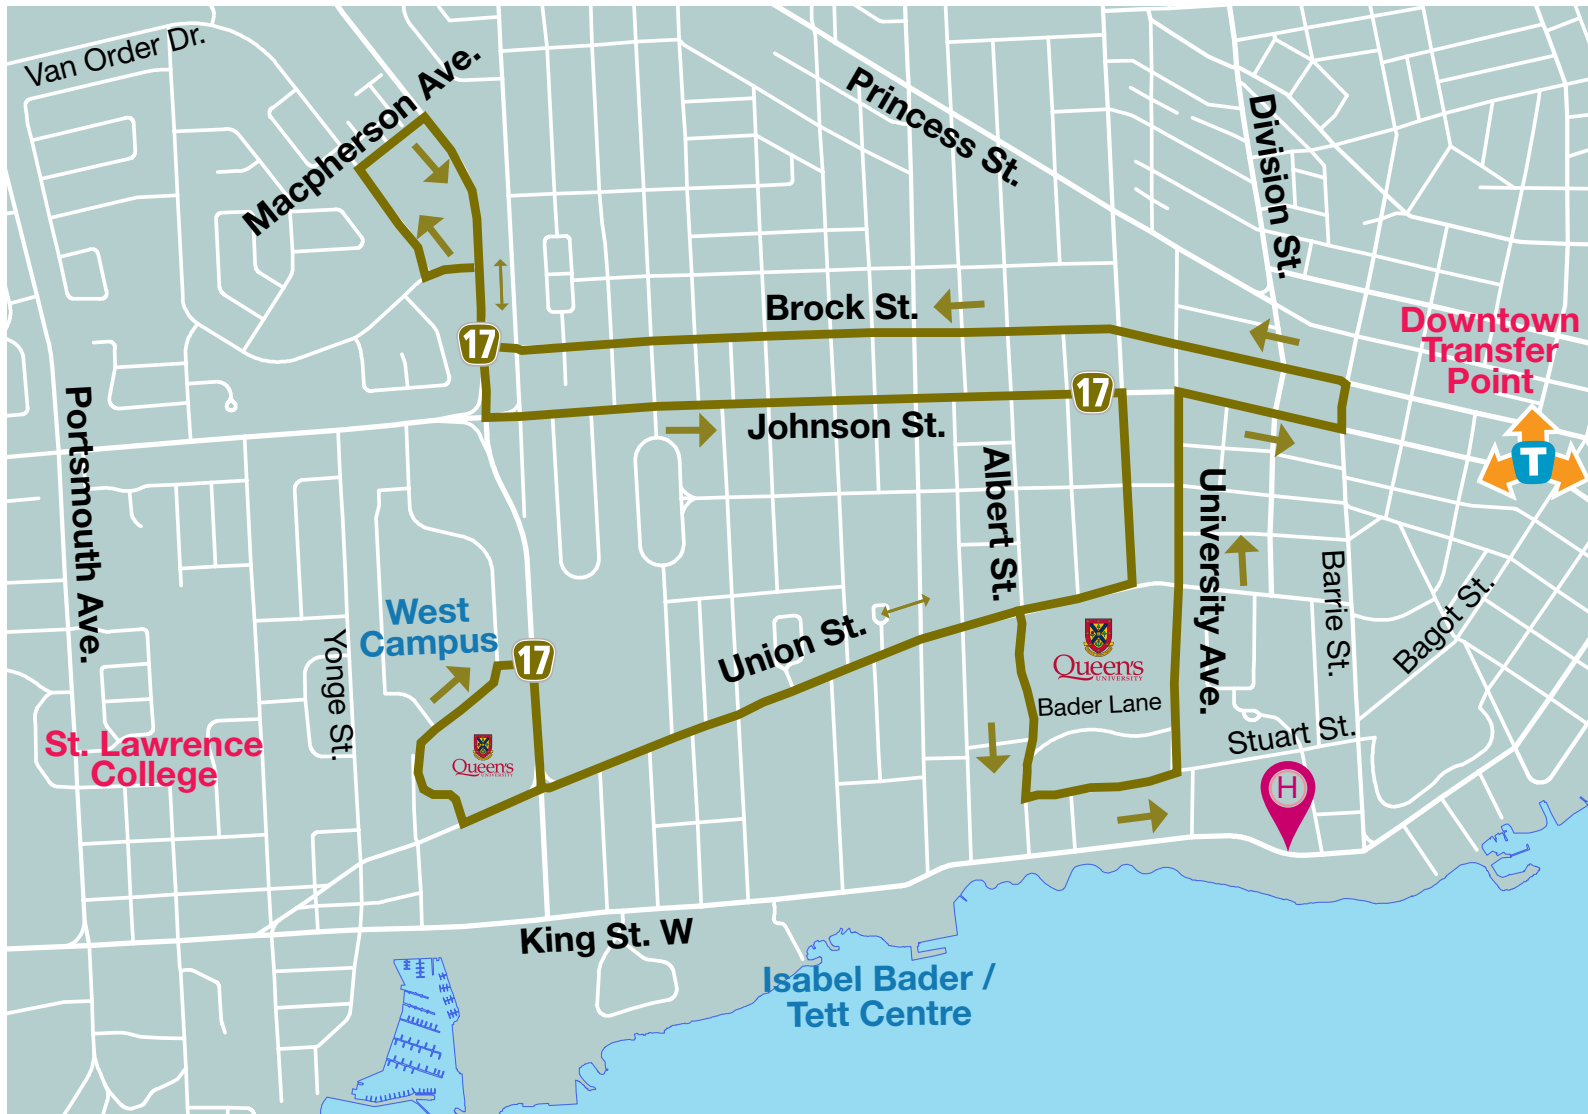 Van Order Dr.
Macpherson Ave.
Princess St.
Division St.
Brock St.
Downtown
Transfer
Point
17
17
Johnson St.
T
Portsmouth Ave.
Albert St.
University Ave.
Barrie St.
Bagot St.
West
Campus
Yonge St.
17
Union St.
Queen's
UNIVERSITY
Bader Lane
Stuart St.
St. Lawrence
College
Queen's
UNIVERSITY
H
King St. W
Isabel Bader /
Tett Centre